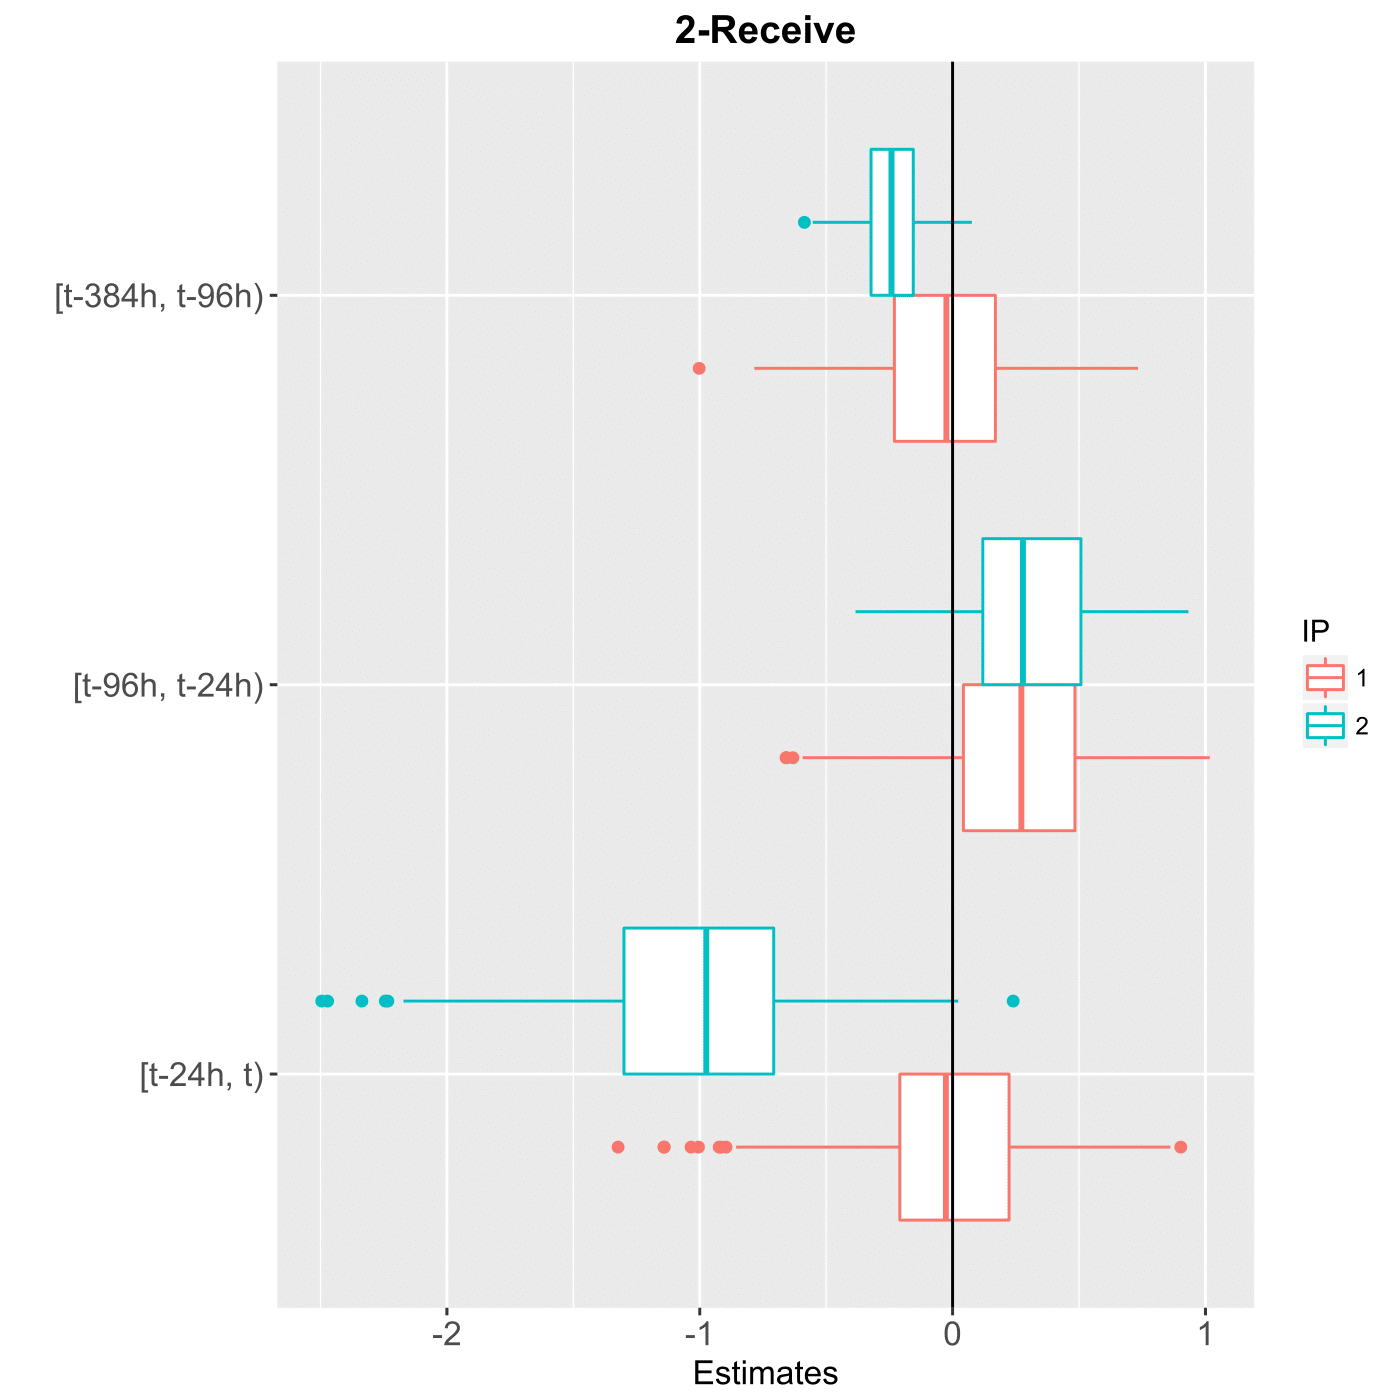 2-Receive
[t-384h, t-96h)
[t-96h, t-24h)
[t-24h, t)
-2 -1 0 1
Estimates
IP
1
2